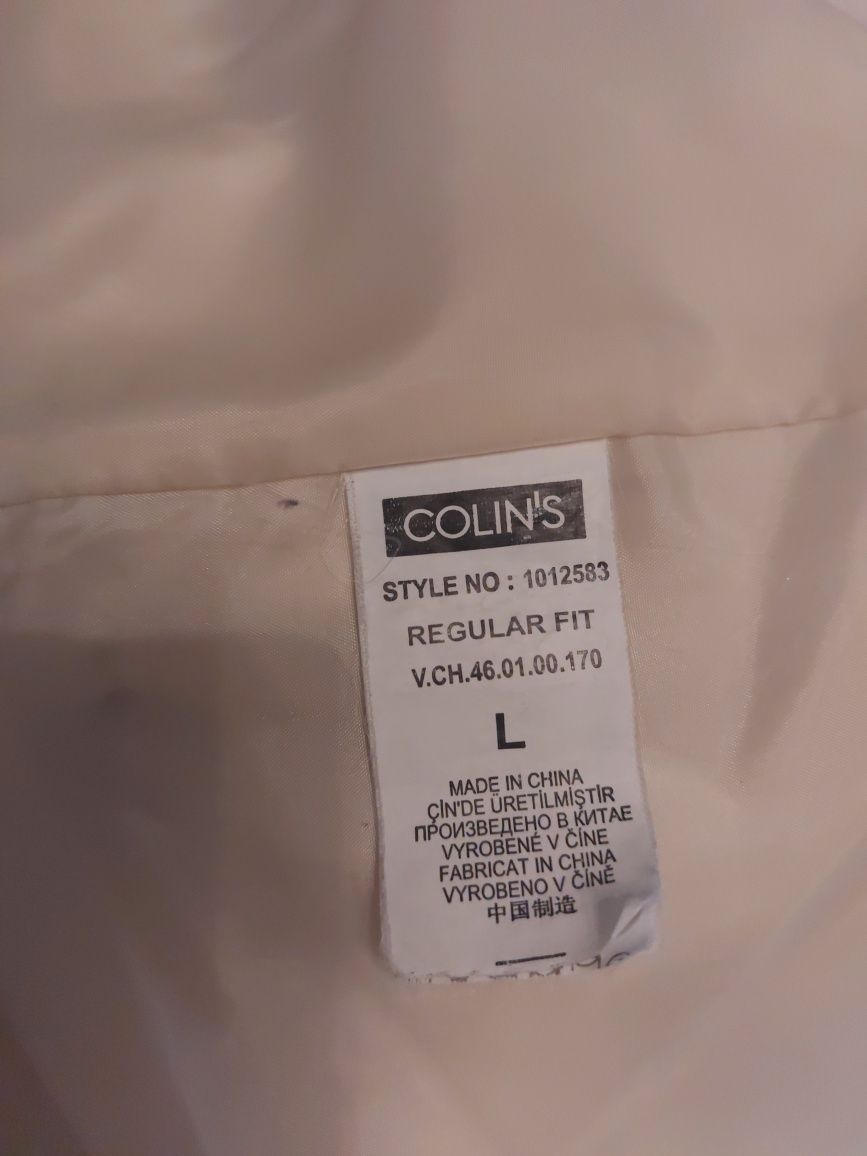 COLIN'S
STYLE NO : 1012583
REGULAR FIT
V.CH.46.01.00.170
L
MADE IN CHINA
ÇİN'DE ÜRETİLMİŞTİR
ПРОИЗВЕДЕНО В КИТАЕ
VYROBENÉ V ČÍNE
FABRICAT IN CHINA
VYROBENO V ČÍNĚ
中国制造